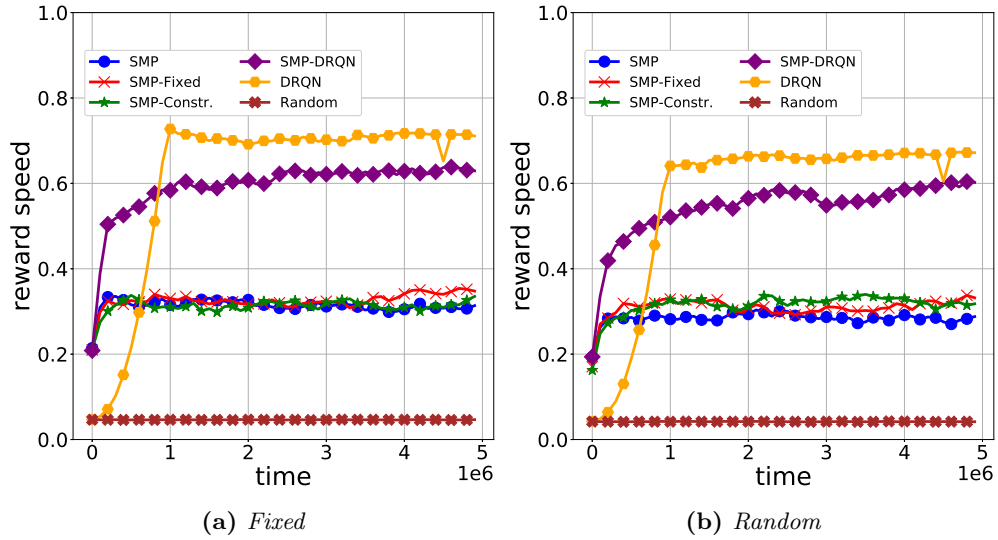 1.0
0.8
0.6
0.4
0.2
0.0
reward speed
SMP
SMP-Fixed
SMP-Constr.
SMP-DRQN
DRQN
Random
0 1 2 3 4 5
1e6
time
(a) Fixed
1.0
0.8
0.6
0.4
0.2
0.0
reward speed
SMP
SMP-Fixed
SMP-Constr.
SMP-DRQN
DRQN
Random
0 1 2 3 4 5
1e6
time
(b) Random